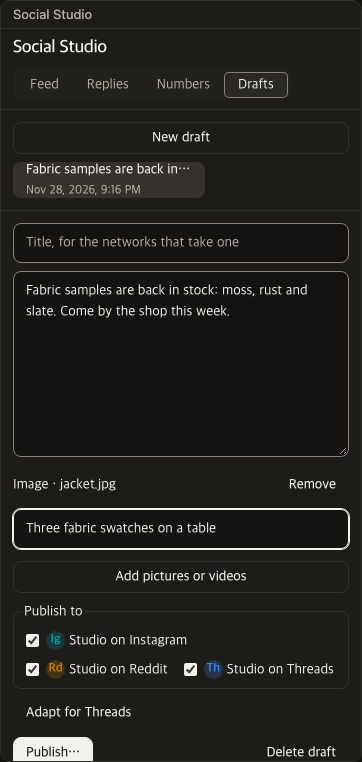 Social Studio
Social Studio
Feed Replies Numbers Drafts
New draft
Fabric samples are back in…
Nov 28, 2026, 9:16 PM
Title, for the networks that take one
Fabric samples are back in stock: moss, rust and
slate. Come by the shop this week.
Image · jacket.jpg Remove
Three fabric swatches on a table
Add pictures or videos
Publish to
Ig Studio on Instagram
Rd Studio on Reddit Th Studio on Threads
Adapt for Threads
Publish… Delete draft